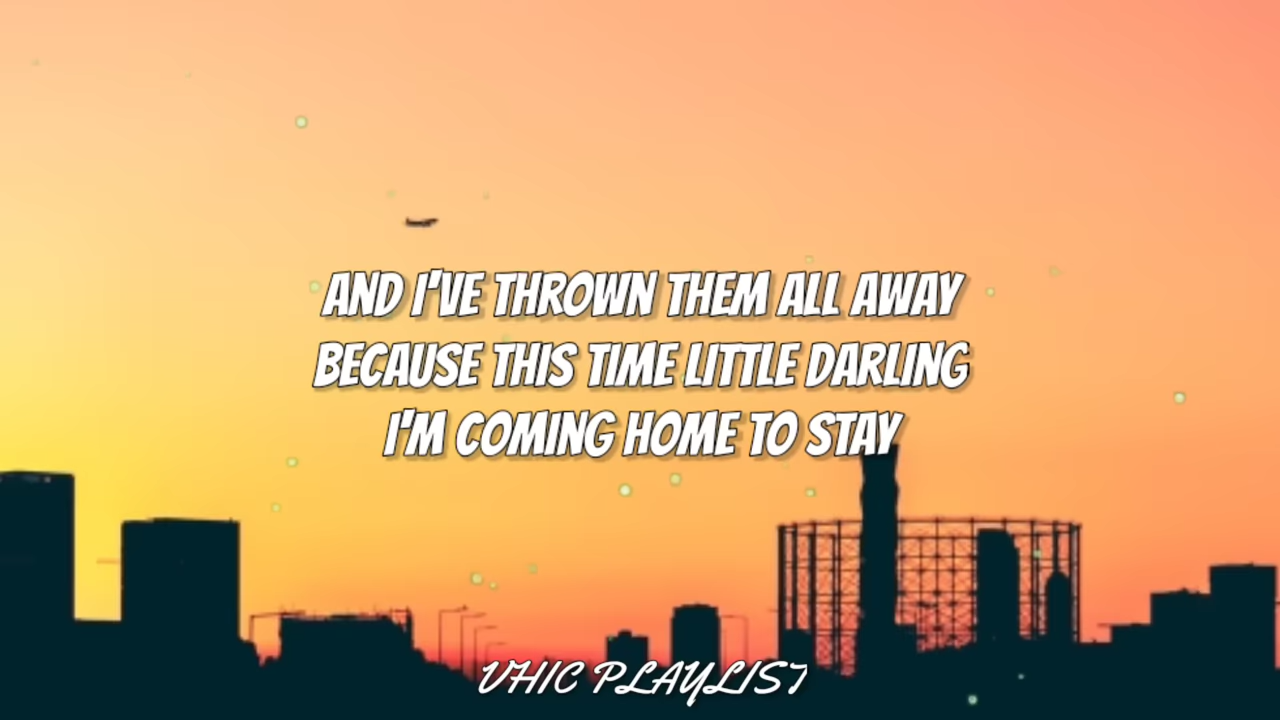 AND I'VE THROWN THEM ALL AWAY
BECAUSE THIS TIME LITTLE DARLING
I'M COMING HOME TO STAY
VHIC PLAYLIST